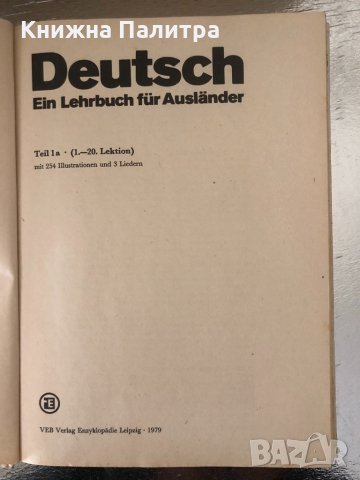 Книжна Палитра
Deutsch
Ein Lehrbuch für Ausländer
Teil 1a · (1.—20. Lektion)
mit 254 Illustrationen und 3 Liedern
VEB Verlag Enzyklopädie Leipzig · 1979
BAZAR